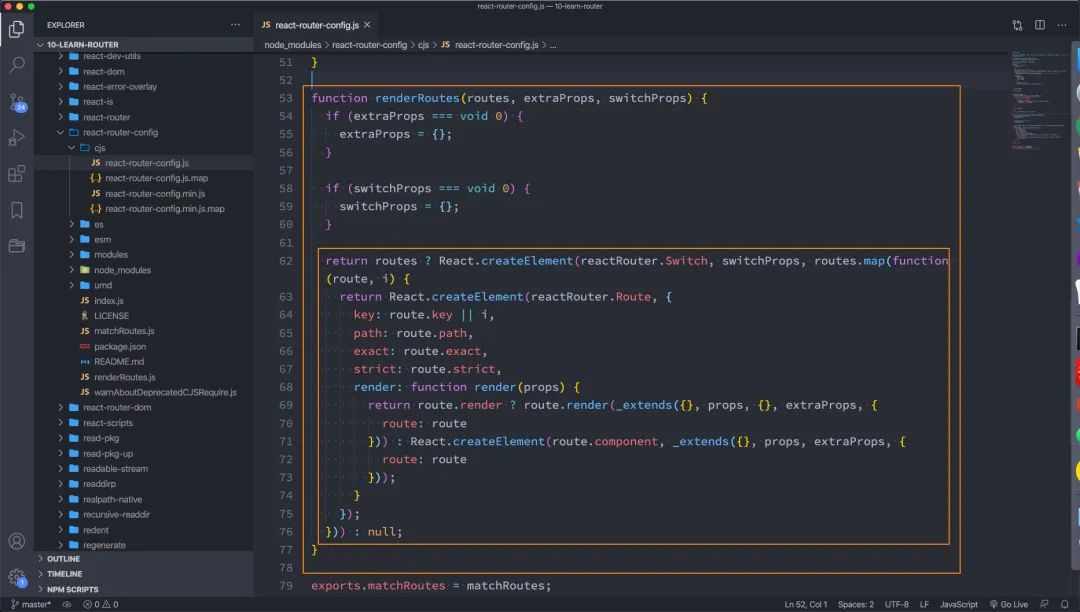 react-router-config.js — 10-learn-router
EXPLORER
10-LEARN-ROUTER
react-dev-utils
react-dom
react-error-overlay
react-is
react-router
react-router-config
cjs
JS react-router-config.js
{..} react-router-config.js.map
JS react-router-config.min.js
{..} react-router-config.min.js.map
es
esm
modules
node_modules
umd
JS index.js
LICENSE
JS matchRoutes.js
package.json
README.md
JS renderRoutes.js
JS warnAboutDeprecatedCJSRequire.js
react-router-dom
react-scripts
read-pkg
read-pkg-up
readable-stream
readdirp
realpath-native
recursive-readdir
redent
regenerate
OUTLINE
TIMELINE
NPM SCRIPTS
24
1
JS react-router-config.js ×
node_modules > react-router-config > cjs > JS react-router-config.js > ...
51 }
52
53 function renderRoutes(routes, extraProps, switchProps) {
54 if (extraProps === void 0) {
55 extraProps = {};
56 }
57
58 if (switchProps === void 0) {
59 switchProps = {};
60 }
61
62 return routes ? React.createElement(reactRouter.Switch, switchProps, routes.map(function
(route, i) {
63 return React.createElement(reactRouter.Route, {
64 key: route.key || i,
65 path: route.path,
66 exact: route.exact,
67 strict: route.strict,
68 render: function render(props) {
69 return route.render ? route.render(_extends({}, props, {}, extraProps, {
70 route: route
71 })) : React.createElement(route.component, _extends({}, props, extraProps, {
72 route: route
73 }));
74 }
75 });
76 })) : null;
77 }
78
79 exports.matchRoutes = matchRoutes;
master* 0 0 Ln 52, Col 1 Spaces: 2 UTF-8 LF JavaScript Go Live